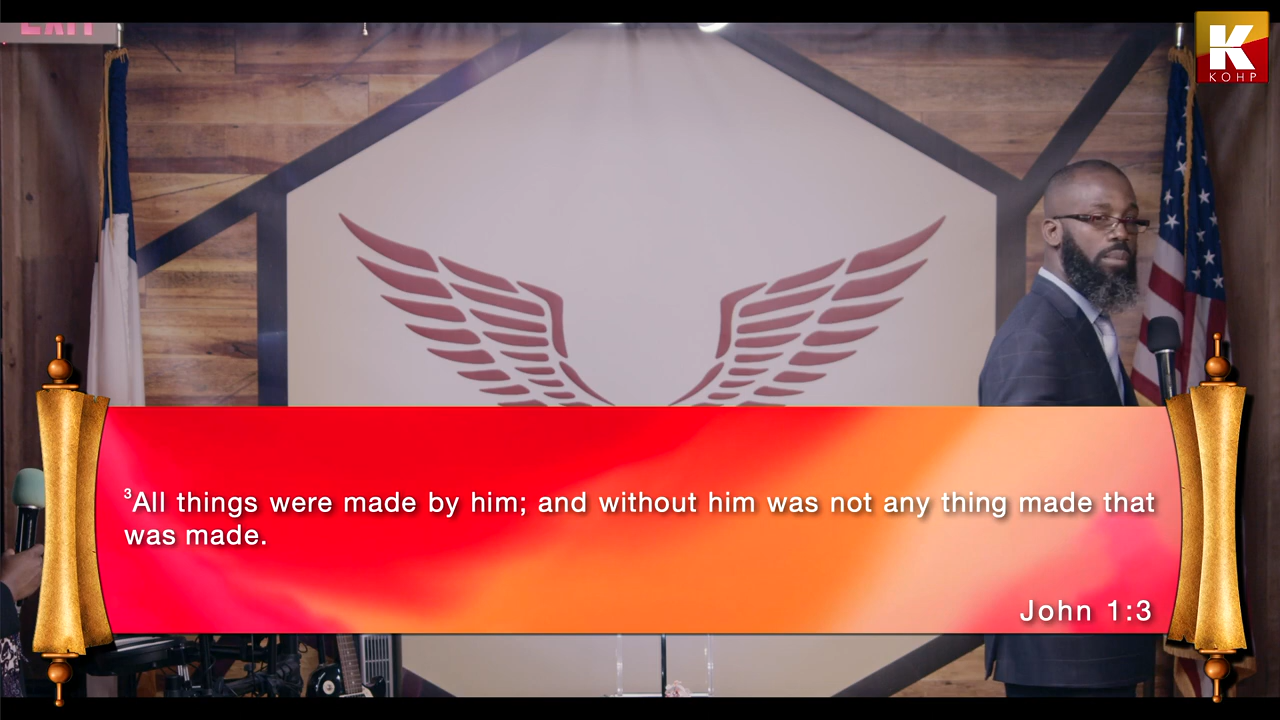 EXIT
K
KOHP
³All things were made by him; and without him was not any thing made that
was made.
John 1:3